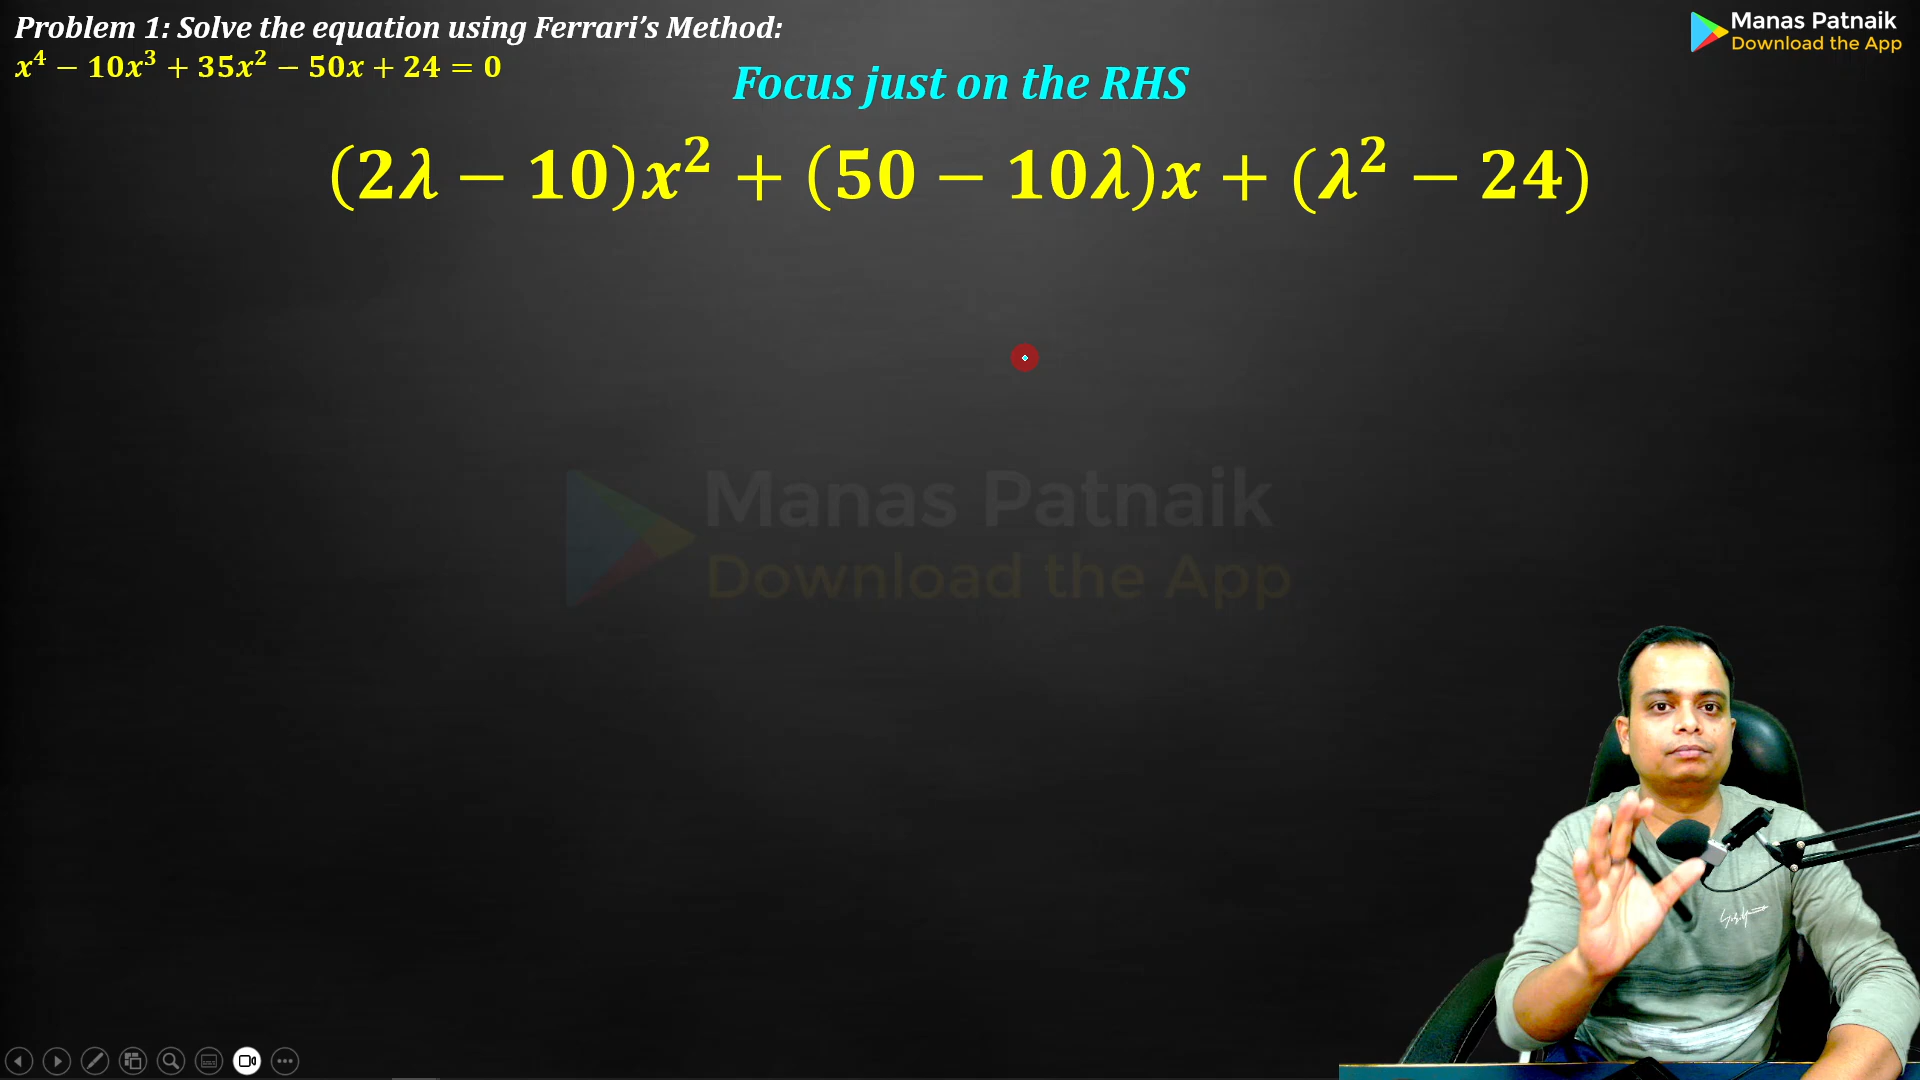 Problem 1: Solve the equation using Ferrari's Method:
x⁴ − 10x³ + 35x² − 50x + 24 = 0
Manas Patnaik
Download the App
Focus just on the RHS
(2λ − 10)x² + (50 − 10λ)x + (λ² − 24)
Manas Patnaik
Download the App